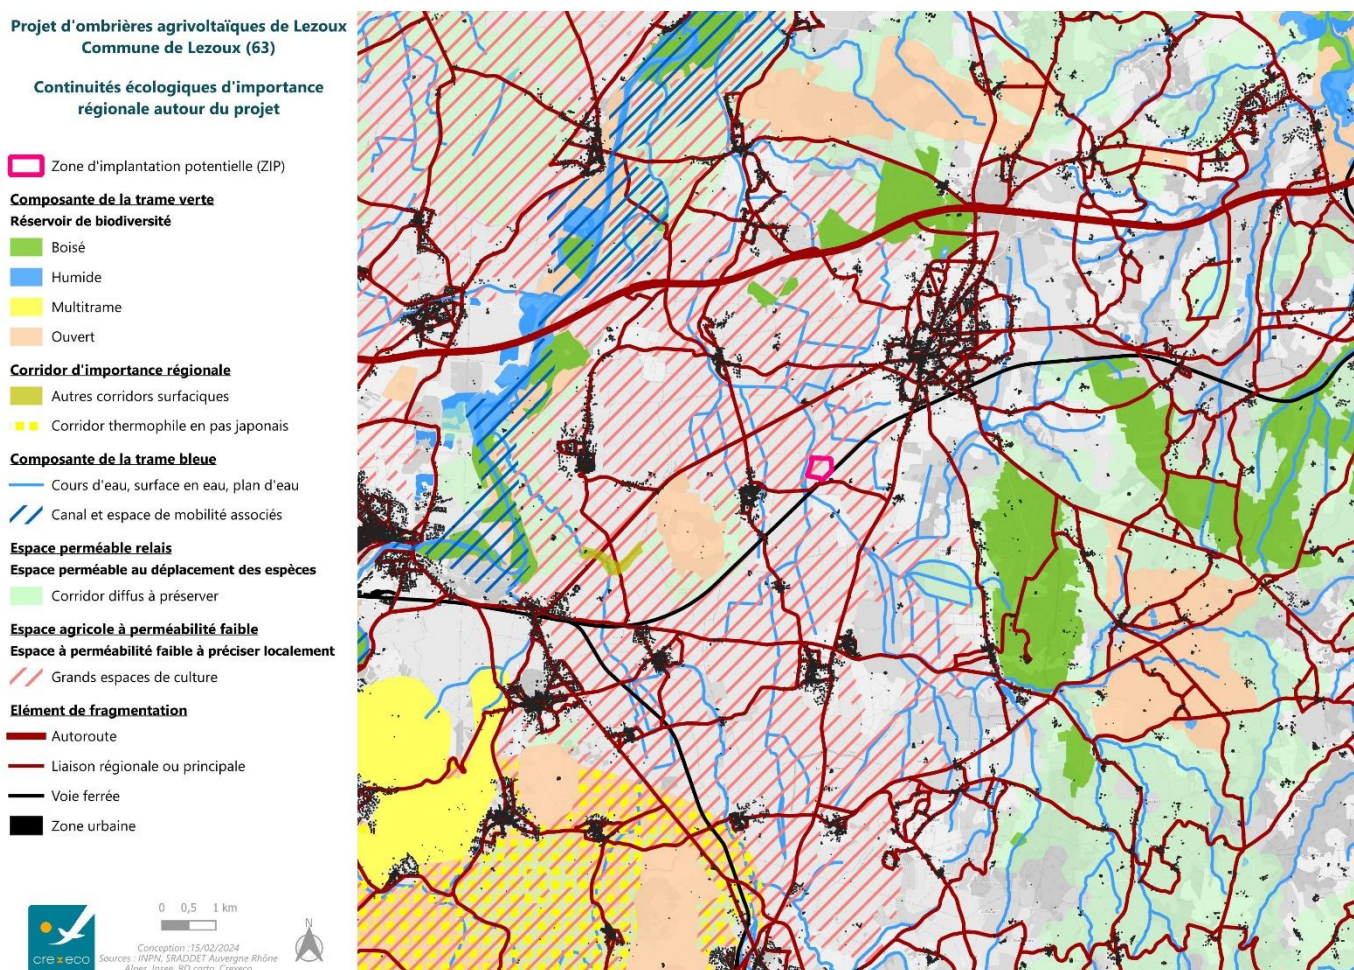 Projet d'ombrières agrivoltaïques de Lezoux
Commune de Lezoux (63)
Continuités écologiques d'importance
régionale autour du projet
Zone d'implantation potentielle (ZIP)
Composante de la trame verte
Réservoir de biodiversité
Boisé
Humide
Multitrame
Ouvert
Corridor d'importance régionale
Autres corridors surfaciques
Corridor thermophile en pas japonais
Composante de la trame bleue
Cours d'eau, surface en eau, plan d'eau
Canal et espace de mobilité associés
Espace perméable relais
Espace perméable au déplacement des espèces
Corridor diffus à préserver
Espace agricole à perméabilité faible
Espace à perméabilité faible à préciser localement
Grands espaces de culture
Elément de fragmentation
Autoroute
Liaison régionale ou principale
Voie ferrée
Zone urbaine
0 0,5 1 km
N
Conception :15/02/2024
Sources : INPN, SRADDET Auvergne Rhône
Alpes, Insee, BD carto, Crexeco
crexeco